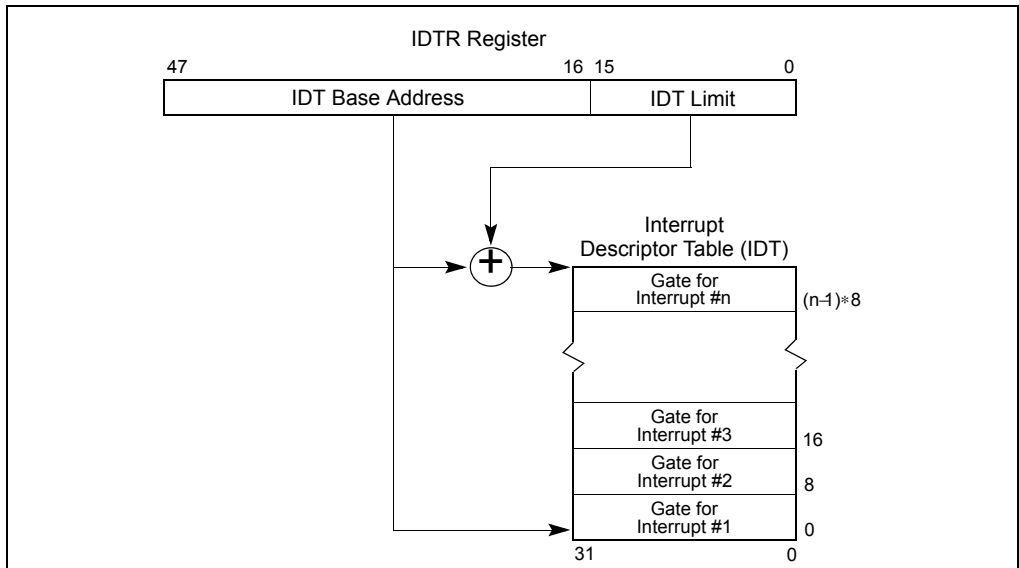 IDTR Register
47 16 15 0
IDT Base Address IDT Limit
Interrupt
Descriptor Table (IDT)
+
Gate for
Interrupt #n
(n–1)∗8
Gate for
Interrupt #3
16
Gate for
Interrupt #2
8
Gate for
Interrupt #1
0
31 0